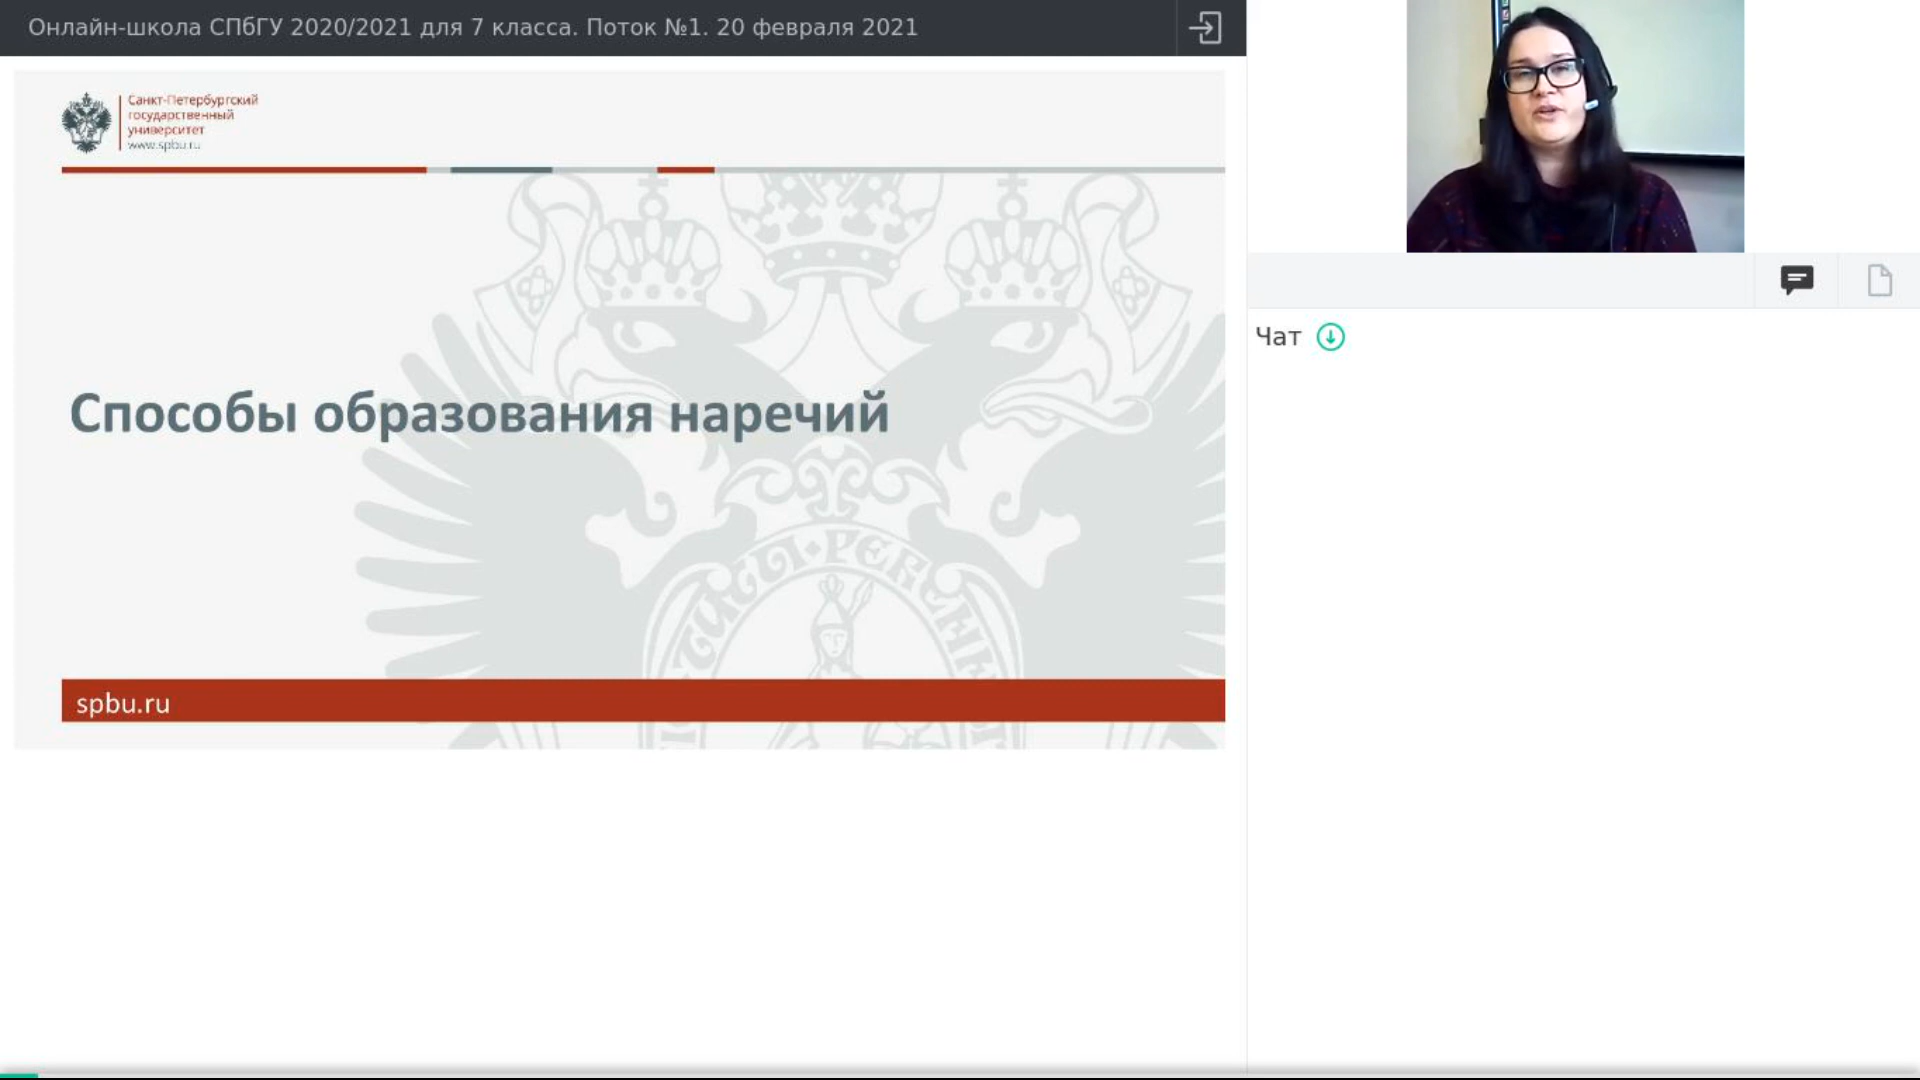 Онлайн-школа СПбГУ 2020/2021 для 7 класса. Поток №1. 20 февраля 2021
Санкт-Петербургский
государственный
университет
www.spbu.ru
Способы образования наречий
spbu.ru
Чат